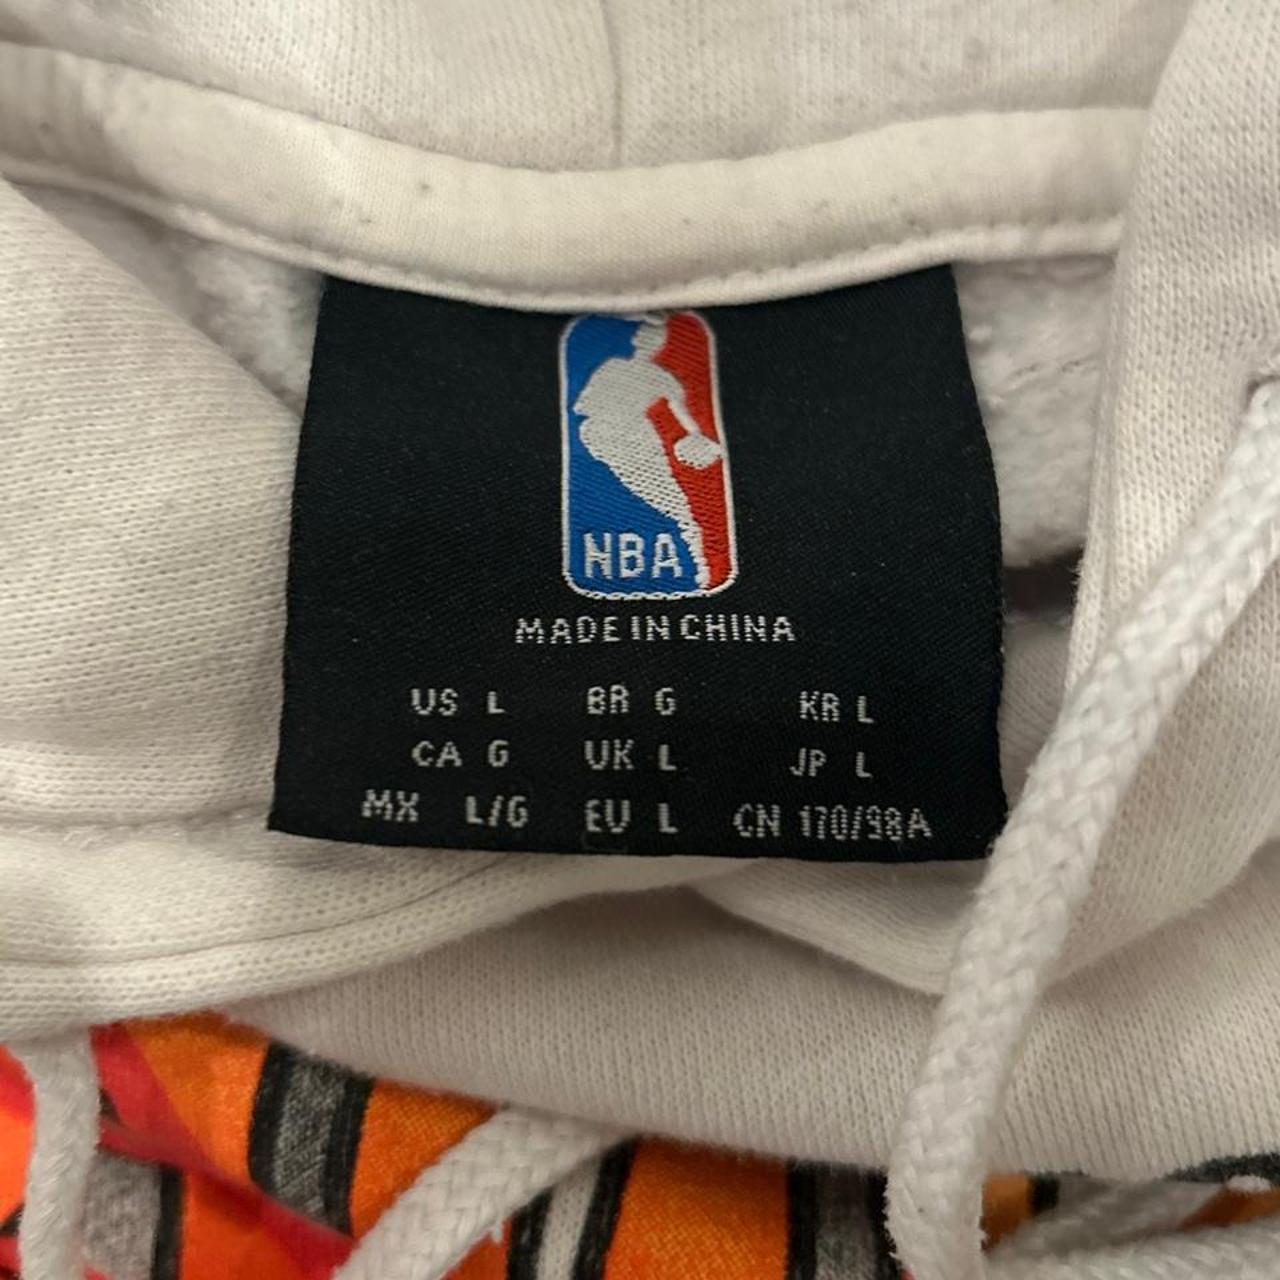 NBA
MADE IN CHINA
US L BR G KR L
CA G UK L JP L
MX L/G EU L CN 170/98A